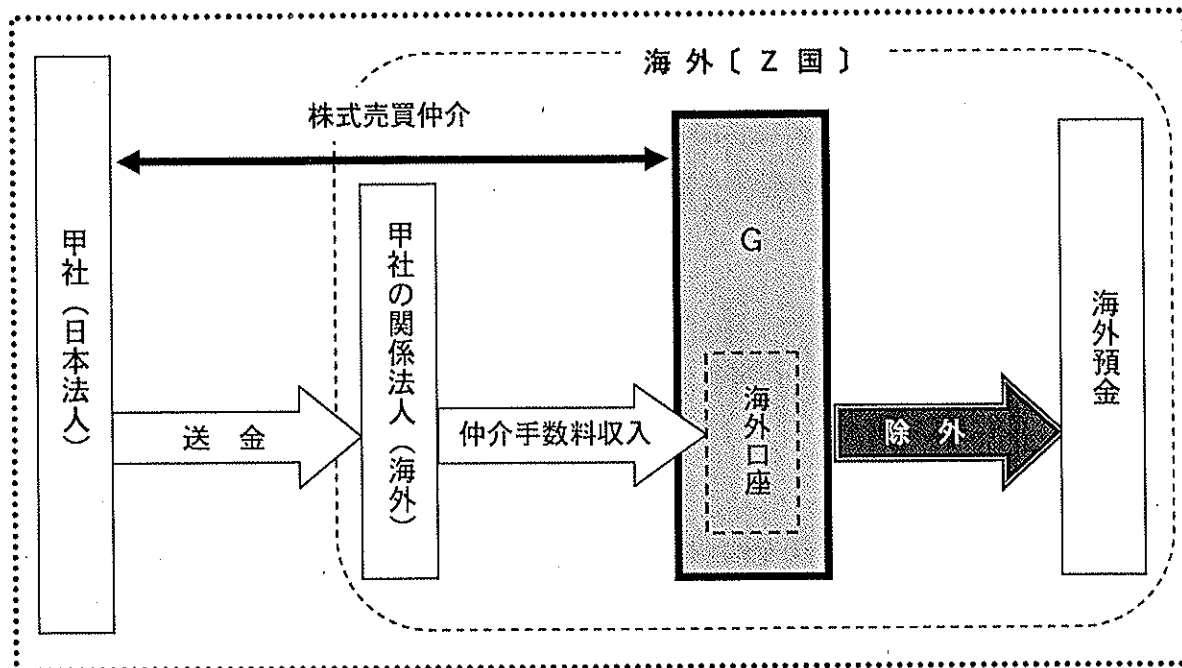 海外〔Z国〕
株式売買仲介
甲社（日本法人）
甲社の関係法人（海外）
G
海外口座
海外預金
送金
仲介手数料収入
除外